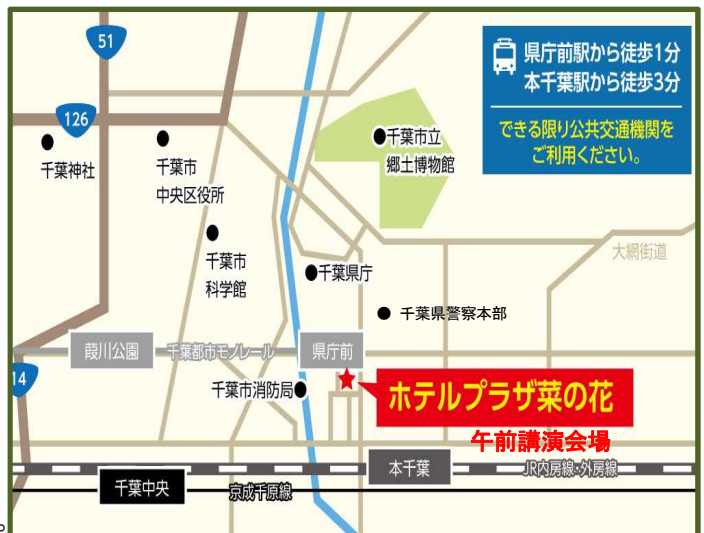 51
県庁前駅から徒歩1分
本千葉駅から徒歩3分
できる限り公共交通機関を
ご利用ください。
126
千葉神社
千葉市
中央区役所
千葉市立
郷土博物館
千葉市
科学館
千葉県庁
大網街道
千葉県警察本部
葭川公園
千葉都市モノレール
県庁前
14
千葉市消防局
ホテルプラザ菜の花
午前講演会場
本千葉
JR内房線・外房線
千葉中央
京成千原線
。